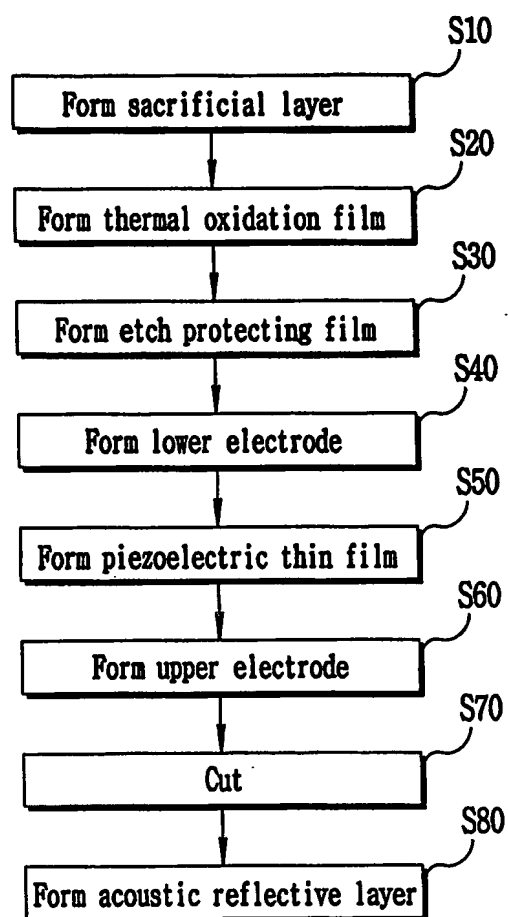 S10
Form sacrificial layer
S20
Form thermal oxidation film
S30
Form etch protecting film
S40
Form lower electrode
S50
Form piezoelectric thin film
S60
Form upper electrode
S70
Cut
S80
Form acoustic reflective layer